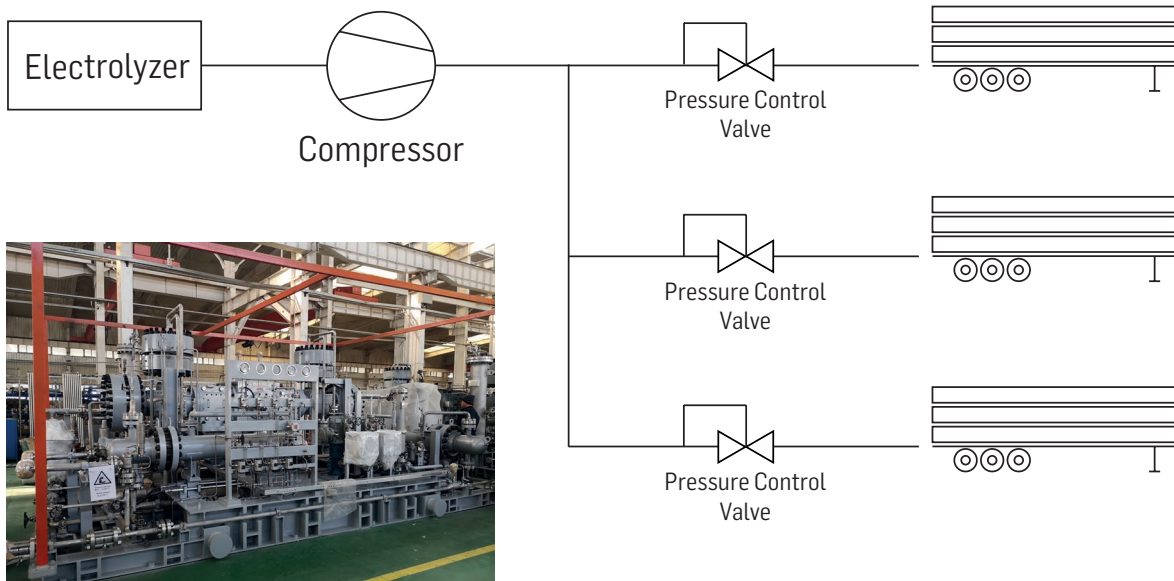 Electrolyzer
Compressor
Pressure Control
Valve
Pressure Control
Valve
Pressure Control
Valve